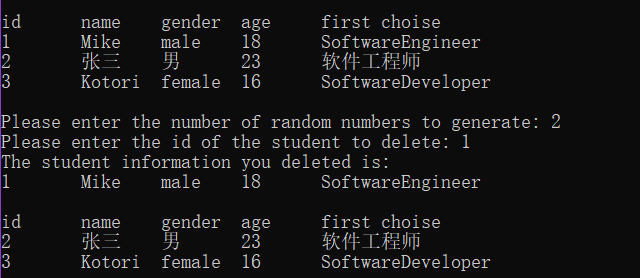 id name gender age first choise
1 Mike male 18 SoftwareEngineer
2 张三 男 23 软件工程师
3 Kotori female 16 SoftwareDeveloper
Please enter the number of random numbers to generate: 2
Please enter the id of the student to delete: 1
The student information you deleted is:
1 Mike male 18 SoftwareEngineer
id name gender age first choise
2 张三 男 23 软件工程师
3 Kotori female 16 SoftwareDeveloper